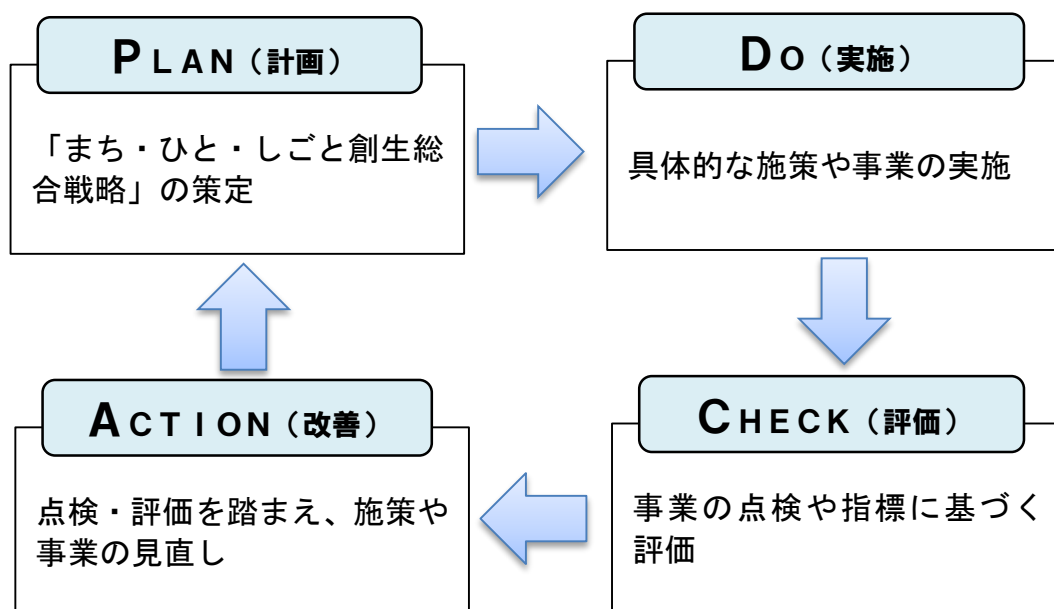 PLAN（計画）
「まち・ひと・しごと創生総
合戦略」の策定
DO（実施）
具体的な施策や事業の実施
ACTION（改善）
点検・評価を踏まえ、施策や
事業の見直し
CHECK（評価）
事業の点検や指標に基づく
評価